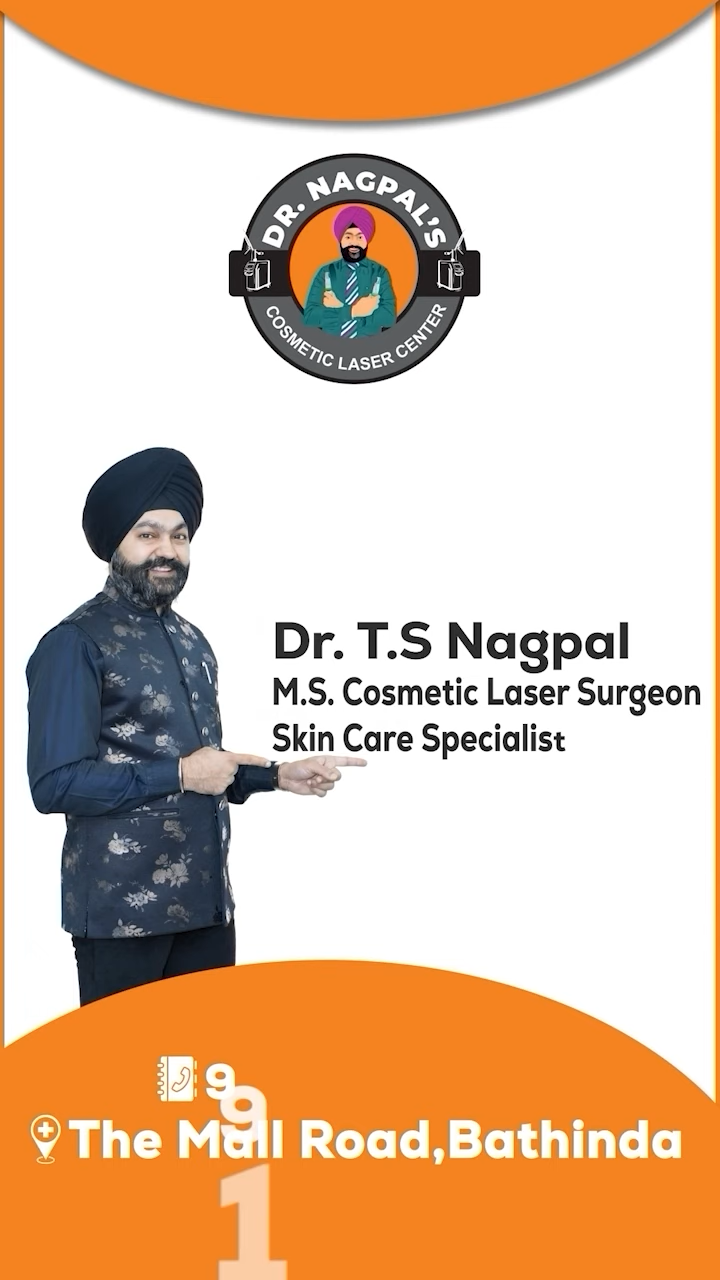 DR. NAGPAL'S
COSMETIC LASER CENTER
Dr. T.S Nagpal
M.S. Cosmetic Laser Surgeon
Skin Care Specialist
9
9
The Mall Road,Bathinda
1